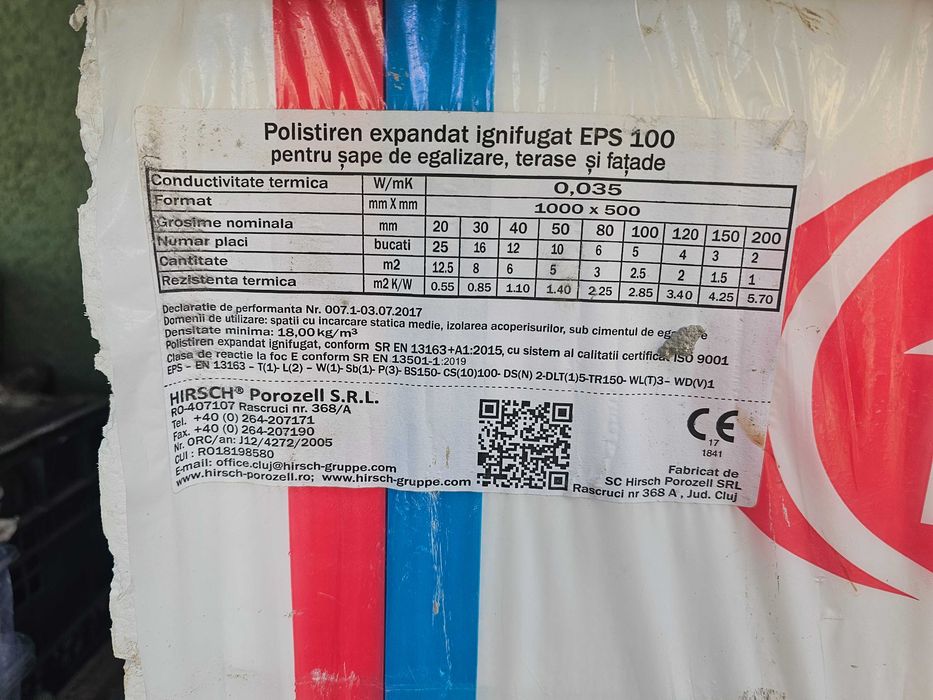 Polistiren expandat ignifugat EPS 100
pentru șape de egalizare, terase și fațade
Conductivitate termica W/mK 0,035
Format mm X mm 1000 x 500
Grosime nominala mm 20 30 40 50 80 100 120 150 200
Numar placi bucati 25 16 12 10 6 5 4 3 2
Cantitate m2 12.5 8 6 5 3 2.5 2 1.5 1
Rezistenta termica m2 K/W 0.55 0.85 1.10 1.40 2.25 2.85 3.40 4.25 5.70
Declaratie de performanta Nr. 007.1-03.07.2017
Domenii de utilizare: spatii cu incarcare statica medie, izolarea acoperisurilor, sub cimentul de
Densitate minima: 18,00 kg/m³
Polistiren expandat ignifugat, conform SR EN 13163+A1:2015, cu sistem al calitatii ISO 9001
Clasa de reactie la foc E conform SR EN 13501-1:2019
EPS – EN 13163 – T(1)- L(2) – W(1)- Sb(1)- P(3)- BS150- CS(10)100- DS(N) 2-DLT(1)5-TR150- WL(T)3– WD(V)1
HIRSCH® Porozell S.R.L.
RO-407107 Rascruci nr. 368/A
Tel. +40 (0) 264-207171
Fax. +40 (0) 264-207190
Nr. ORC/an: J12/4272/2005
CUI : RO18198580
E-mail: office.cluj@hirsch-gruppe.com
www.hirsch-porozell.ro; www.hirsch-gruppe.com
CE
17
1841
Fabricat de
SC Hirsch Porozell SRL
Rascruci nr 368 A , Jud. Cluj